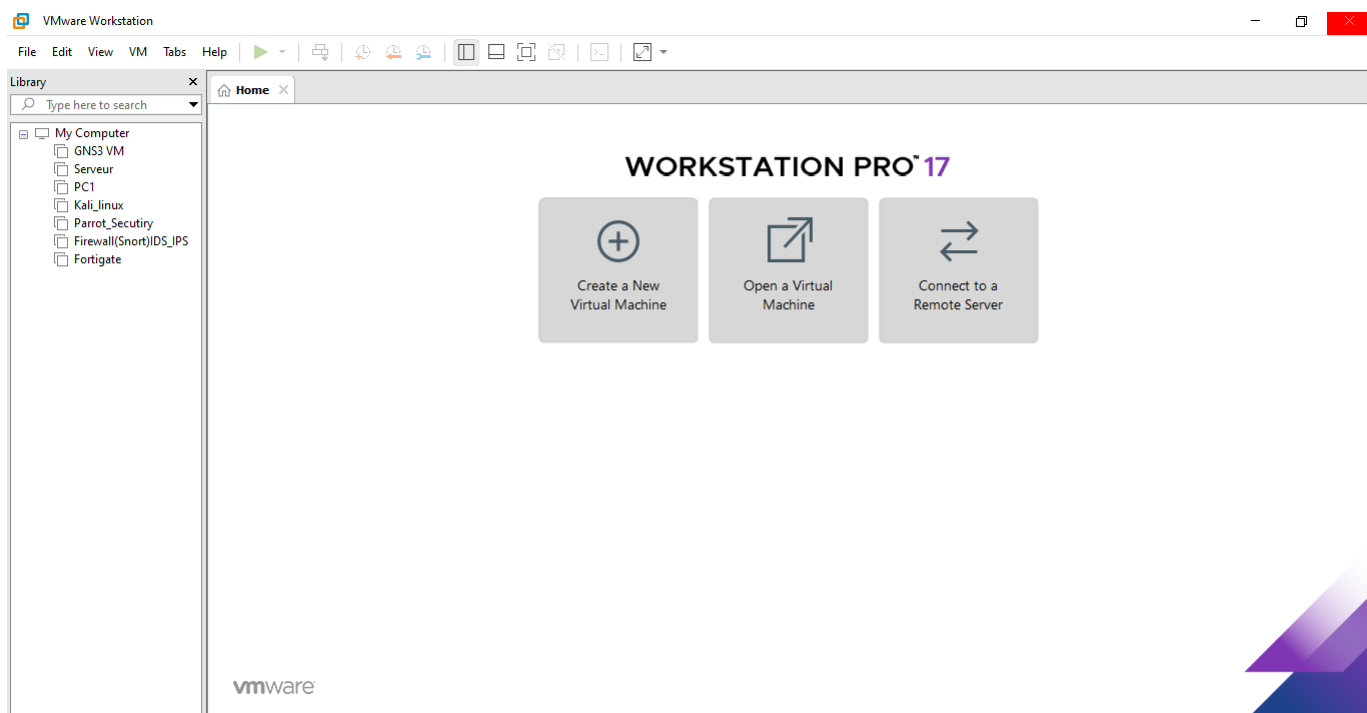 VMware Workstation
File Edit View VM Tabs Help
Library
Home
Type here to search
My Computer
GNS3 VM
Serveur
PC1
Kali_linux
Parrot_Secutiry
Firewall(Snort)IDS_IPS
Fortigate
WORKSTATION PRO™ 17
Create a New
Virtual Machine
Open a Virtual
Machine
Connect to a
Remote Server
vmware